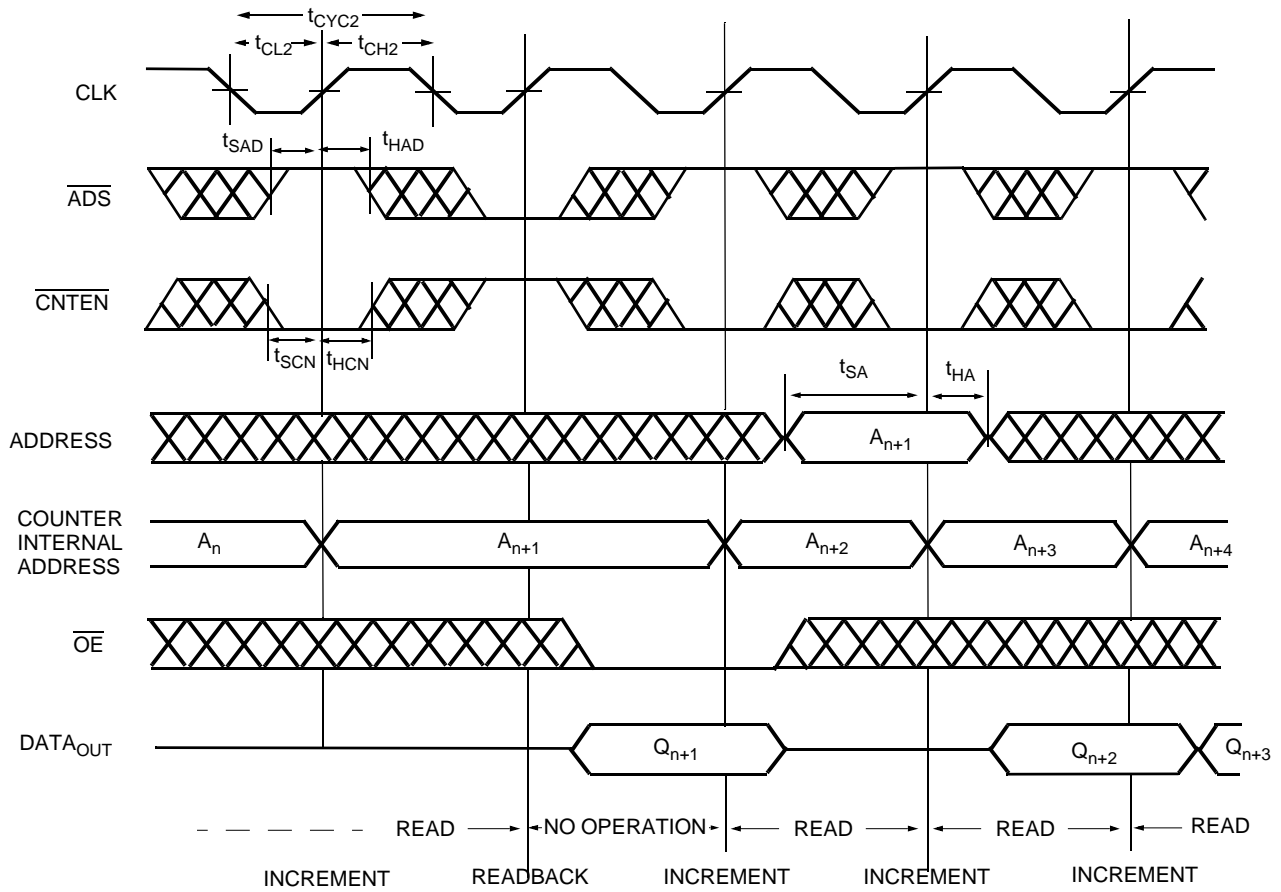 tCYC2
tCL2 tCH2
CLK
tSAD tHAD
ADS
CNTEN
tSCN tHCN
tSA tHA
ADDRESS An+1
COUNTER
INTERNAL
ADDRESS
An An+1 An+2 An+3 An+4
OE
DATAOUT Qn+1 Qn+2 Qn+3
READ NO OPERATION READ READ READ
INCREMENT READBACK INCREMENT INCREMENT INCREMENT